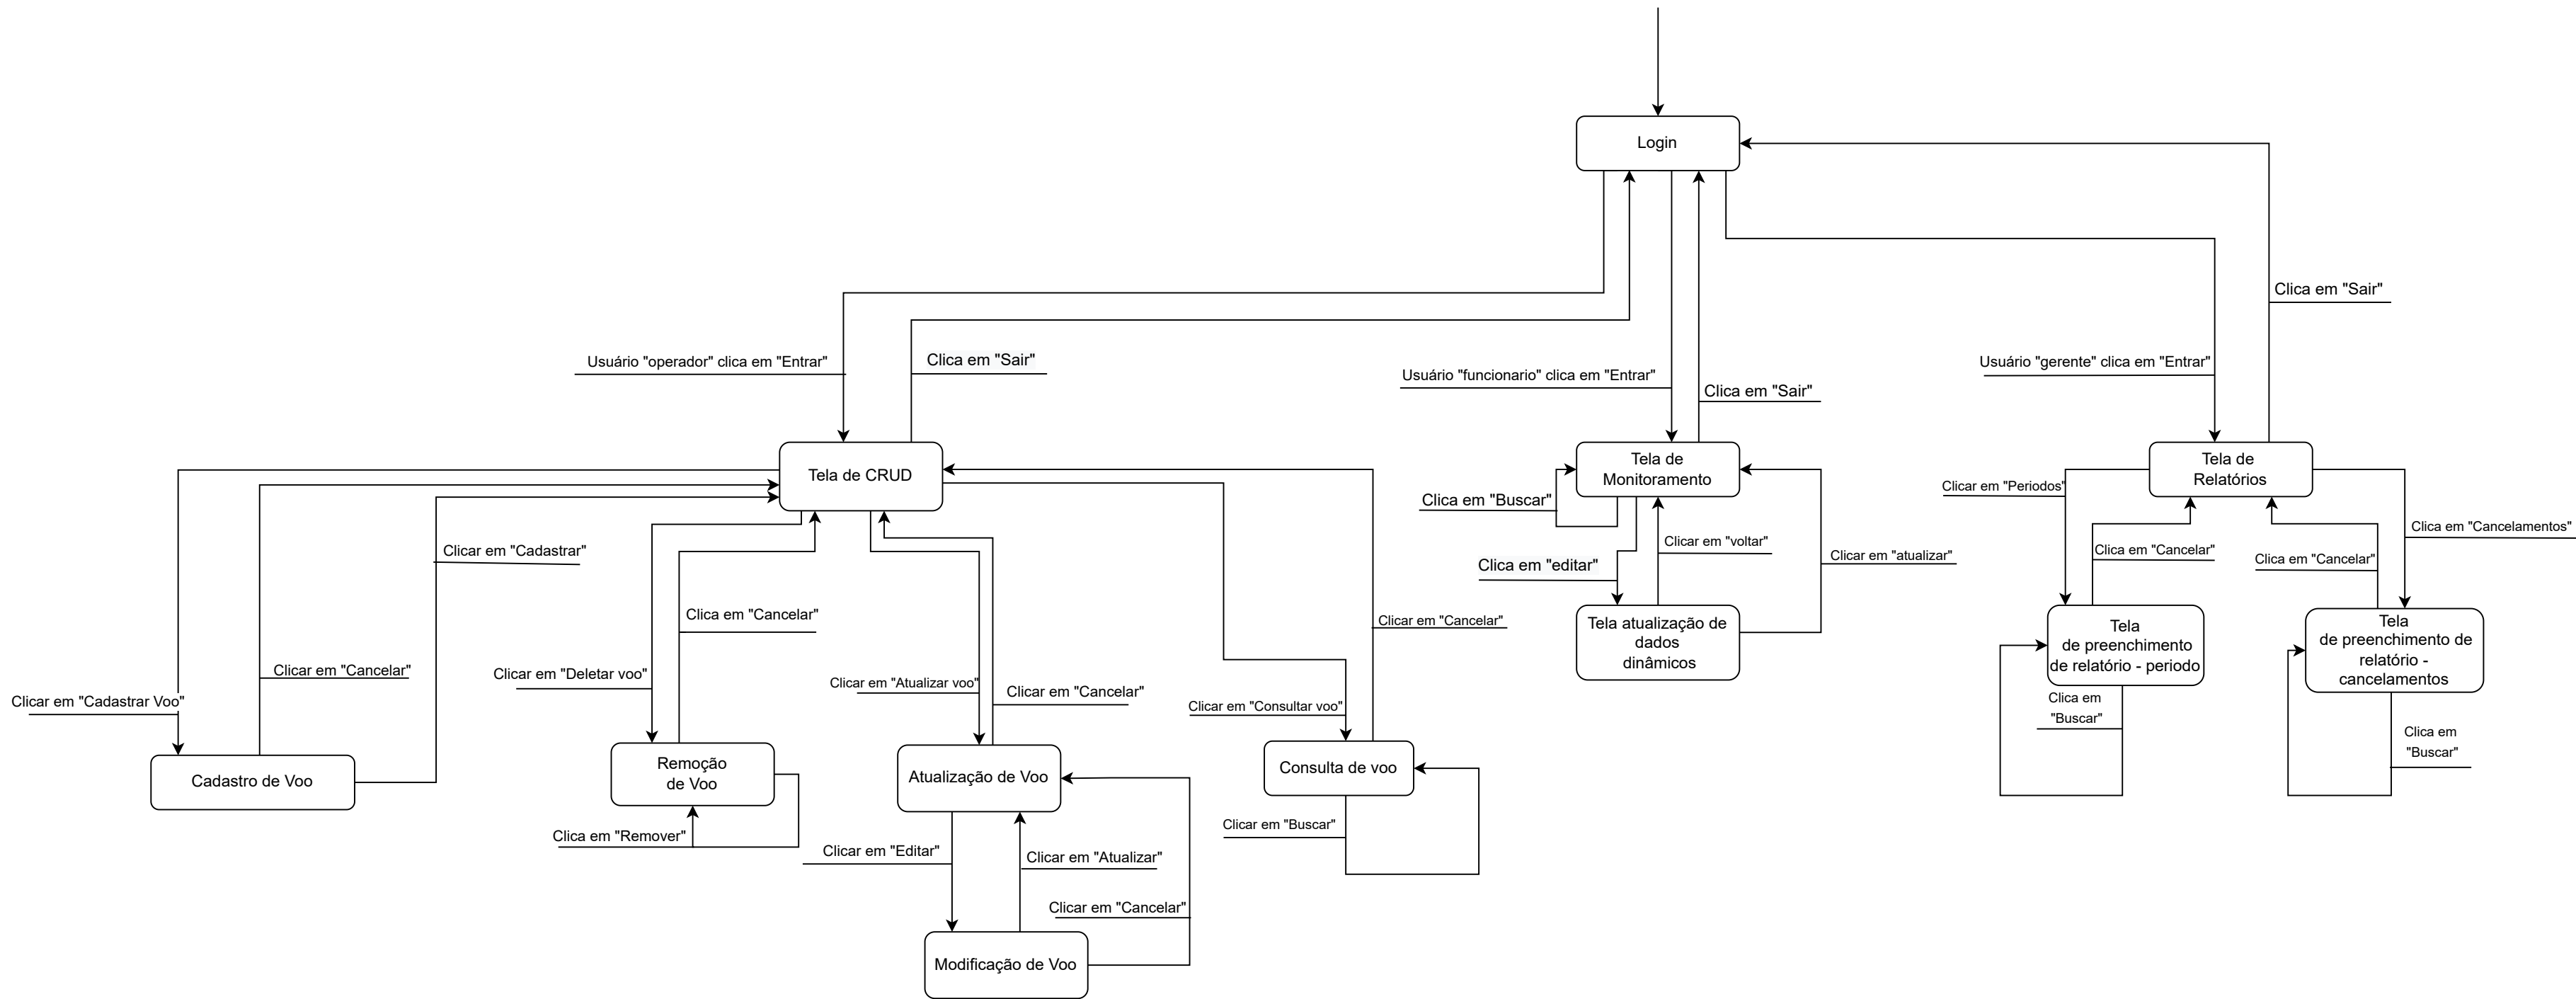 Login
Clica em "Sair"
Usuário "operador" clica em "Entrar"
Clica em "Sair"
Usuário "funcionario" clica em "Entrar"
Clica em "Sair"
Usuário "gerente" clica em "Entrar"
Tela de CRUD
Tela de
Monitoramento
Tela de
Relatórios
Clica em "Buscar"
Clicar em "Periodos"
Clica em "Cancelamentos"
Clicar em "Cadastrar"
Clica em "editar"
Clicar em "voltar"
Clicar em "atualizar"
Clica em "Cancelar"
Clica em "Cancelar"
Clica em "Cancelar"
Clicar em "Cancelar"
Tela atualização de
dados
dinâmicos
Tela
de preenchimento
de relatório - periodo
Tela
de preenchimento de
relatório -
cancelamentos
Clicar em "Cadastrar Voo"
Clicar em "Cancelar"
Clicar em "Deletar voo"
Clicar em "Atualizar voo"
Clicar em "Cancelar"
Clicar em "Consultar voo"
Clica em
"Buscar"
Clica em
"Buscar"
Cadastro de Voo
Remoção
de Voo
Atualização de Voo
Consulta de voo
Clica em "Remover"
Clicar em "Editar"
Clicar em "Atualizar"
Clicar em "Buscar"
Clicar em "Cancelar"
Modificação de Voo